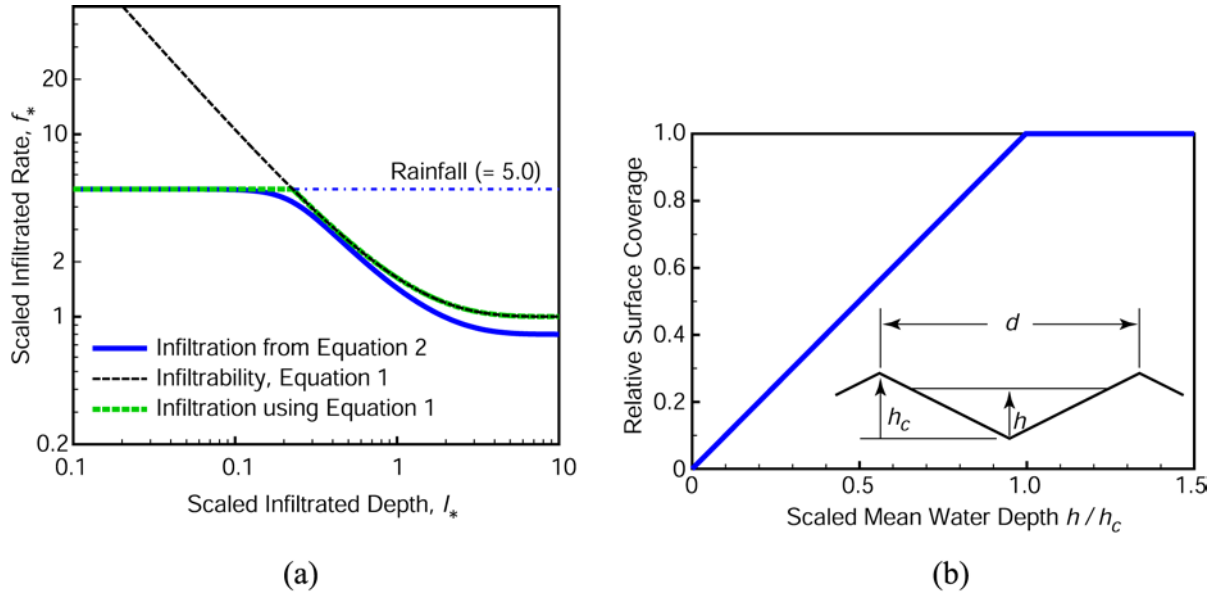 Scaled Infiltrated Rate, f*
20
10
2
1
0.2
Rainfall (= 5.0)
Infiltration from Equation 2
Infiltrability, Equation 1
Infiltration using Equation 1
0.1
0.1
1
10
Scaled Infiltrated Depth, I*
(a)
Relative Surface Coverage
1.0
0.8
0.6
0.4
0.2
0
d
h_c
h
0
0.5
1.0
1.5
Scaled Mean Water Depth h / h_c
(b)